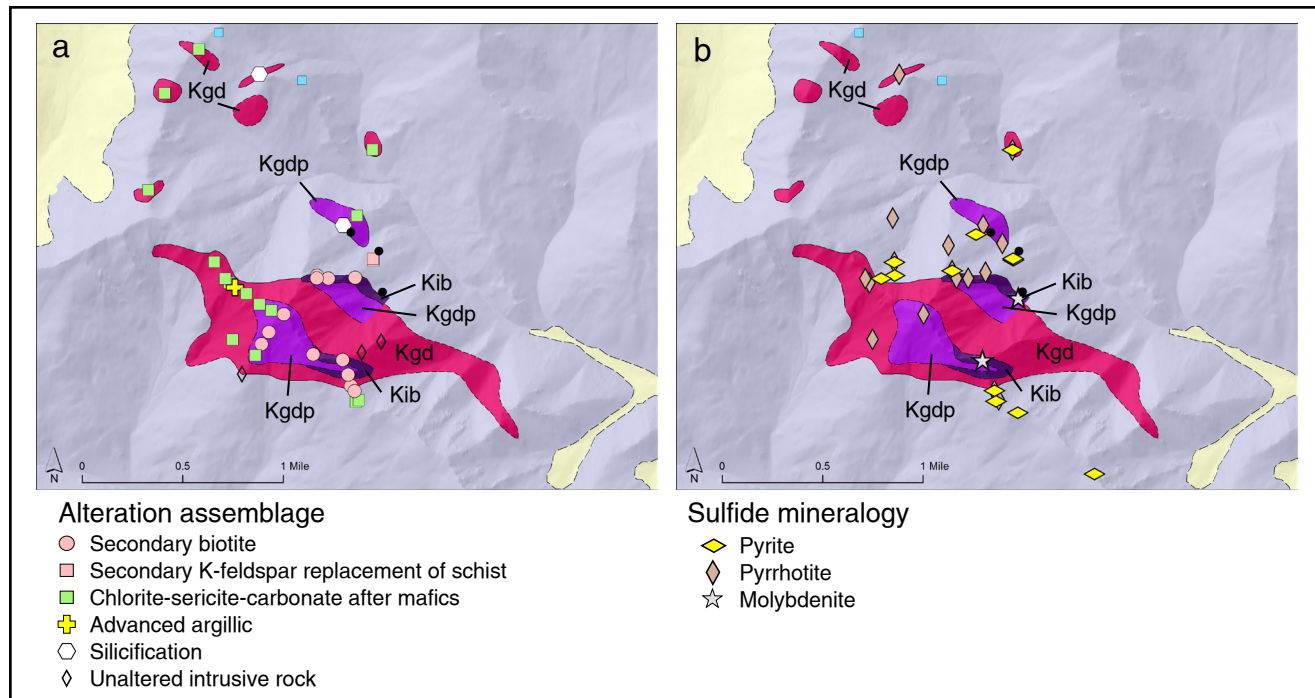 a
Kgd
Kgdp
Kib
Kgdp
Kgd
Kib
Kgdp
N
0
0.5
1 Mile
b
Kgd
Kgdp
Kib
Kgdp
Kgd
Kib
Kgdp
N
0
0.5
1 Mile
Alteration assemblage
Secondary biotite
Secondary K-feldspar replacement of schist
Chlorite-sericite-carbonate after mafics
Advanced argillic
Silicification
Unaltered intrusive rock
Sulfide mineralogy
Pyrite
Pyrrhotite
Molybdenite